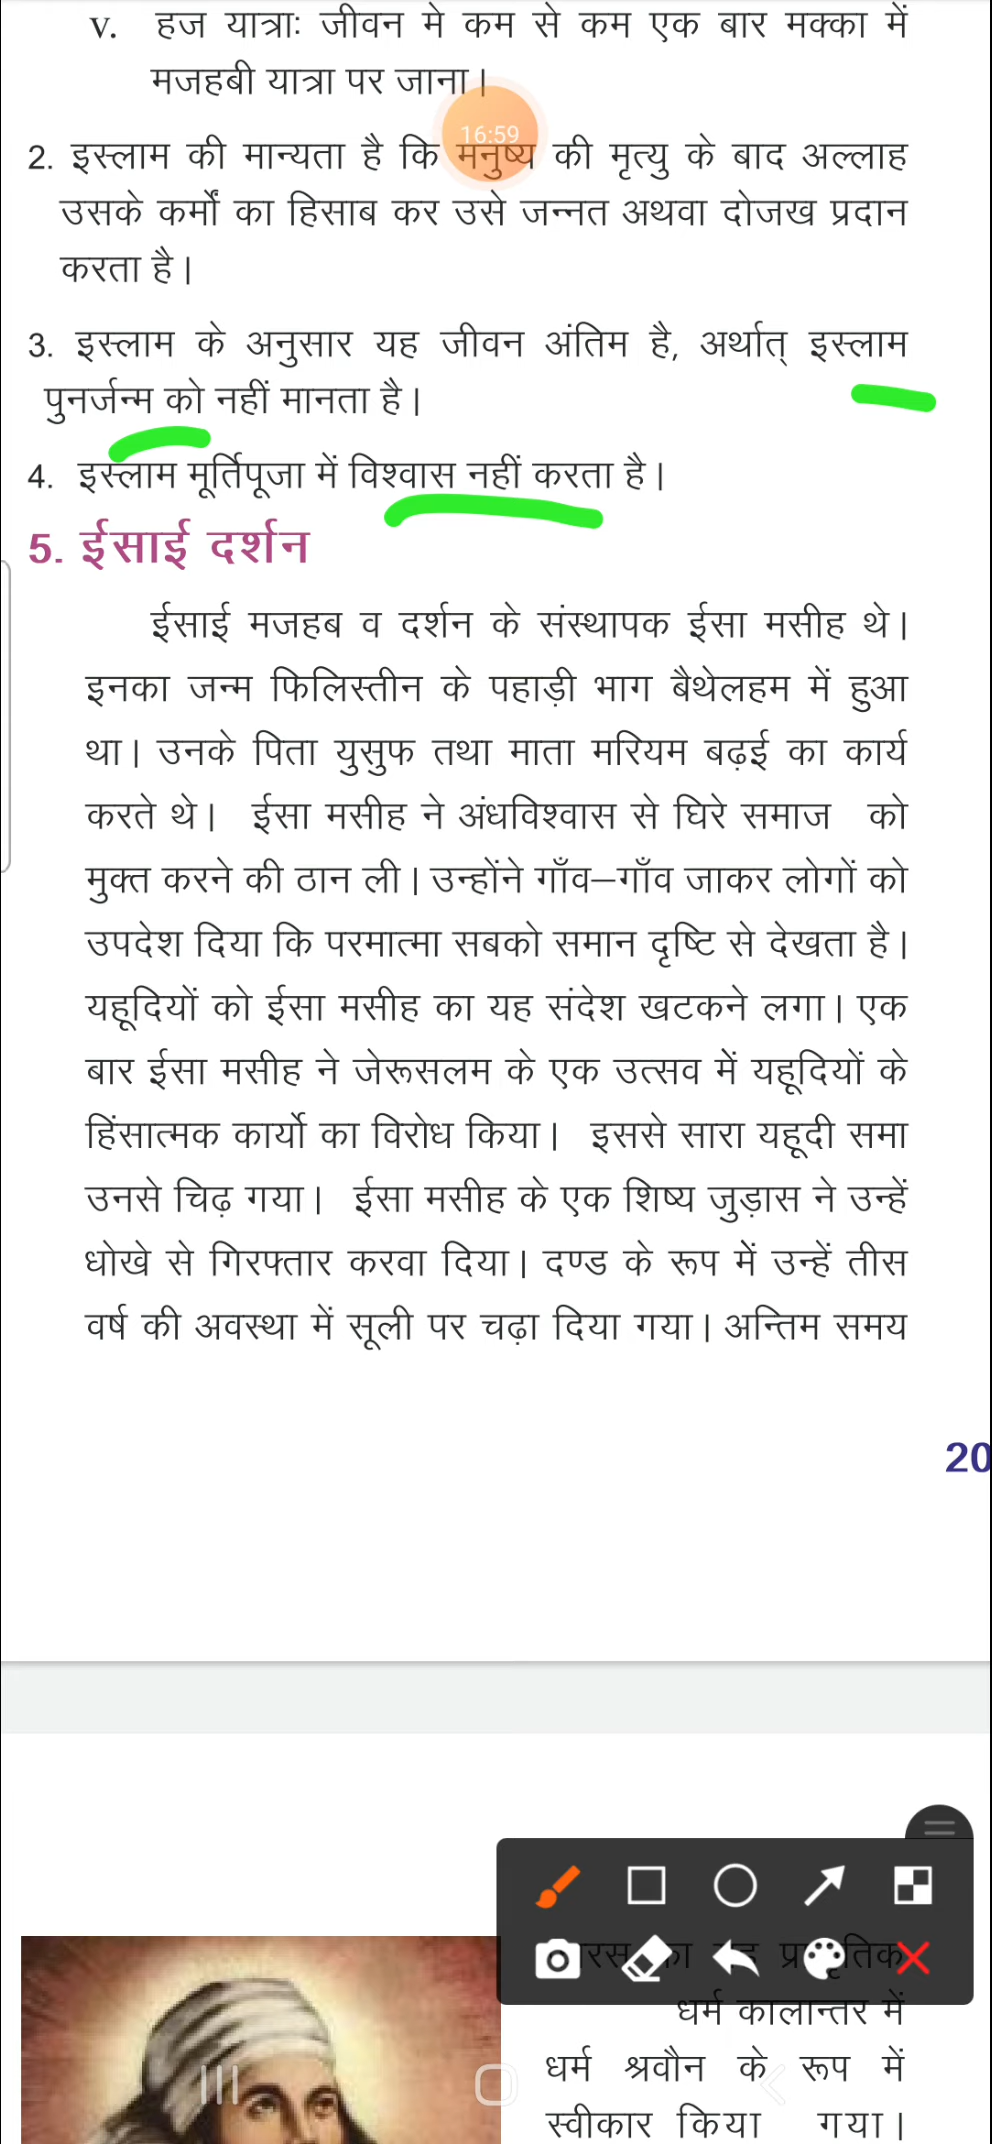 v. हज यात्राः जीवन मे कम से कम एक बार मक्का में
मजहबी यात्रा पर जाना।
16:59
2. इस्लाम की मान्यता है कि मनुष्य की मृत्यु के बाद अल्लाह
उसके कर्मों का हिसाब कर उसे जन्नत अथवा दोजख प्रदान
करता है।
3. इस्लाम के अनुसार यह जीवन अंतिम है, अर्थात् इस्लाम
पुनर्जन्म को नहीं मानता है।
4. इस्लाम मूर्तिपूजा में विश्वास नहीं करता है।
5. ईसाई दर्शन
ईसाई मजहब व दर्शन के संस्थापक ईसा मसीह थे।
इनका जन्म फिलिस्तीन के पहाड़ी भाग बैथेलहम में हुआ
था। उनके पिता युसुफ तथा माता मरियम बढ़ई का कार्य
करते थे। ईसा मसीह ने अंधविश्वास से घिरे समाज को
मुक्त करने की ठान ली। उन्होंने गाँव–गाँव जाकर लोगों को
उपदेश दिया कि परमात्मा सबको समान दृष्टि से देखता है।
यहूदियों को ईसा मसीह का यह संदेश खटकने लगा। एक
बार ईसा मसीह ने जेरूसलम के एक उत्सव में यहूदियों के
हिंसात्मक कार्यो का विरोध किया। इससे सारा यहूदी समा
उनसे चिढ़ गया। ईसा मसीह के एक शिष्य जुड़ास ने उन्हें
धोखे से गिरफ्तार करवा दिया। दण्ड के रूप में उन्हें तीस
वर्ष की अवस्था में सूली पर चढ़ा दिया गया। अन्तिम समय
20
धर्म कालान्तर में
धर्म श्रवौन के रूप में
स्वीकार किया गया।